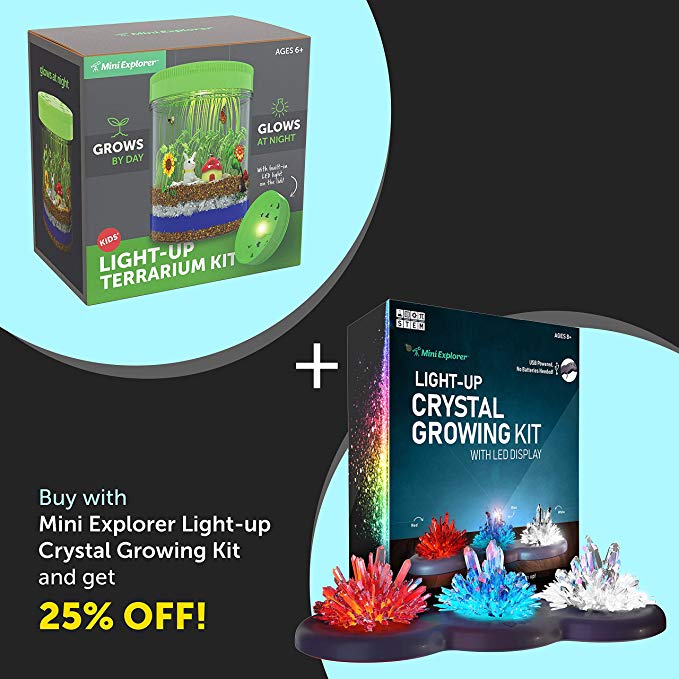 Mini Explorer
AGES 6+
glows at night
GROWS
BY DAY
GLOWS
AT NIGHT
With built-in
LED light
on the lid!
KIDS'
LIGHT-UP
TERRARIUM KIT
+
STEM
AGES 8+
Mini Explorer
USB Powered,
No Batteries Needed!
LIGHT-UP
CRYSTAL
GROWING KIT
WITH LED DISPLAY
Red
Blue
White
Buy with
Mini Explorer Light-up
Crystal Growing Kit
and get
25% OFF!